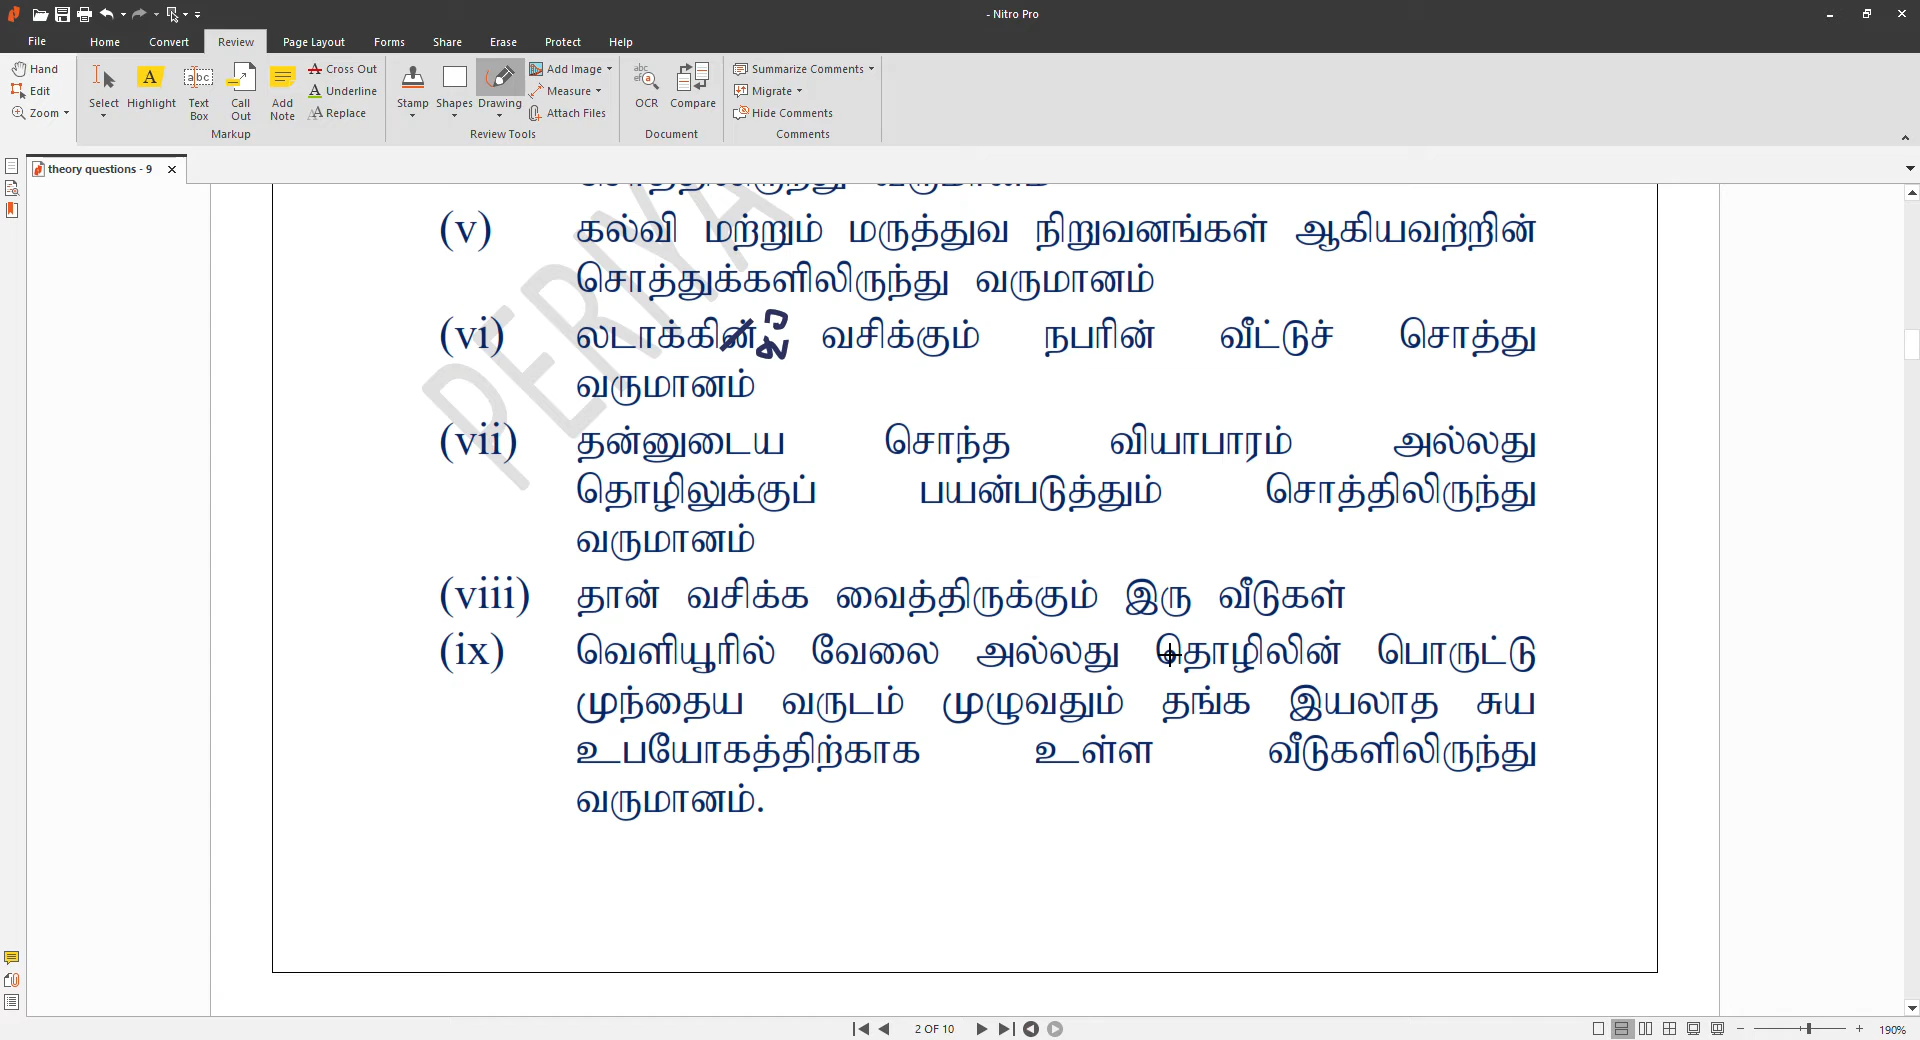 - Nitro Pro
File Home Convert Review Page Layout Forms Share Erase Protect Help
Hand
Edit
Zoom
Select
Highlight
Text Box
Call Out
Add Note
Cross Out
Underline
Replace
Markup
Stamp
Shapes
Drawing
Add Image
Measure
Attach Files
Review Tools
OCR
Compare
Document
Summarize Comments
Migrate
Hide Comments
Comments
theory questions - 9
PERIYA
(v) கல்வி மற்றும் மருத்துவ நிறுவனங்கள் ஆகியவற்றின்
சொத்துக்களிலிருந்து வருமானம்
(vi) லடாக்கின் வசிக்கும் நபரின் வீட்டுச் சொத்து
வருமானம்
(vii) தன்னுடைய சொந்த வியாபாரம் அல்லது
தொழிலுக்குப் பயன்படுத்தும் சொத்திலிருந்து
வருமானம்
(viii) தான் வசிக்க வைத்திருக்கும் இரு வீடுகள்
(ix) வெளியூரில் வேலை அல்லது தொழிலின் பொருட்டு
முந்தைய வருடம் முழுவதும் தங்க இயலாத சுய
உபயோகத்திற்காக உள்ள வீடுகளிலிருந்து
வருமானம்.
2 OF 10
190%